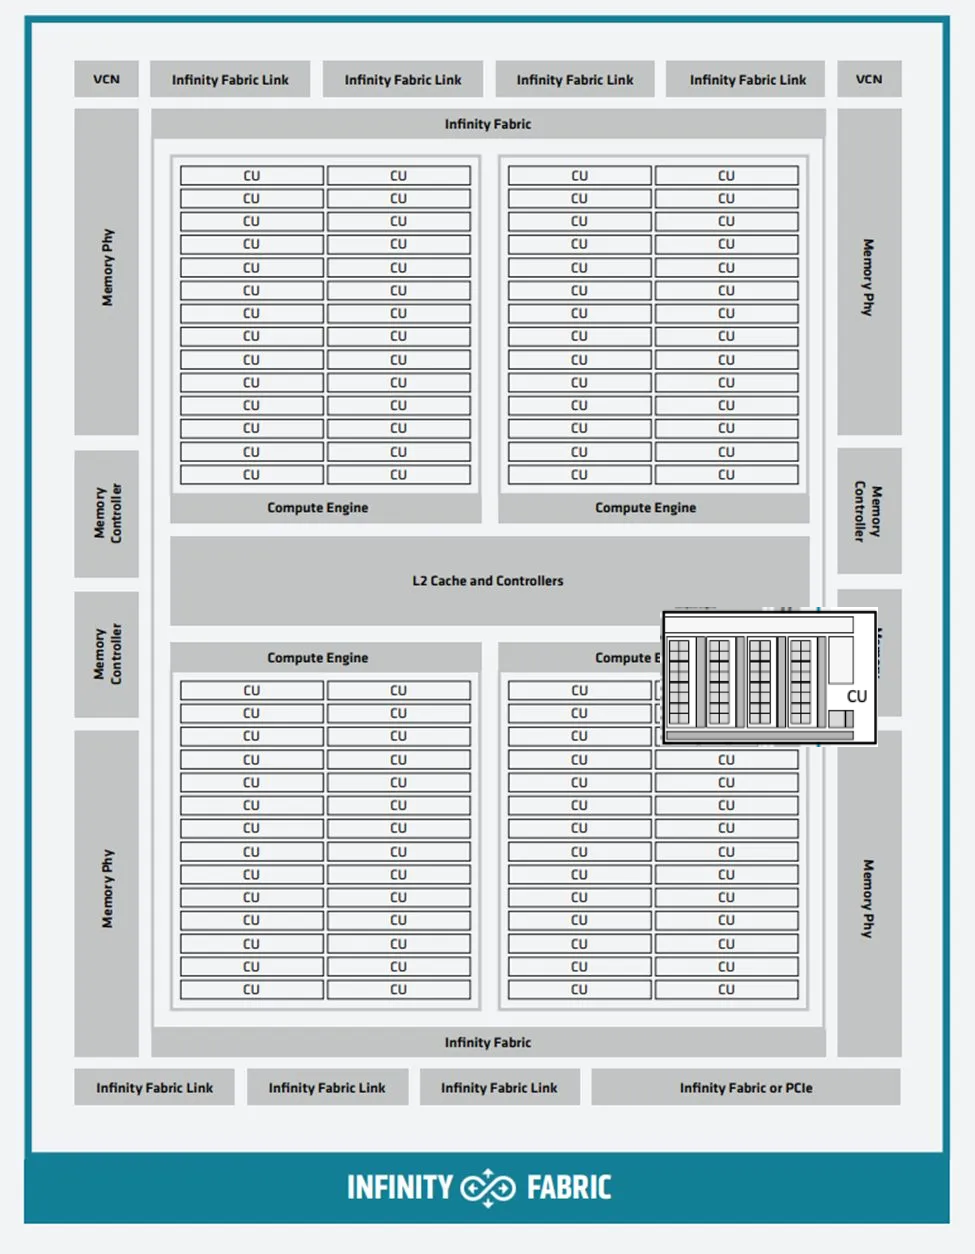 VCN Infinity Fabric Link Infinity Fabric Link Infinity Fabric Link Infinity Fabric Link VCN
Infinity Fabric
Memory Phy
CU CU CU CU
CU CU CU CU
CU CU CU CU
CU CU CU CU
CU CU CU CU
CU CU CU CU
CU CU CU CU
CU CU CU CU
CU CU CU CU
CU CU CU CU
CU CU CU CU
CU CU CU CU
CU CU CU CU
CU CU CU CU
Memory Phy
Compute Engine Compute Engine
Memory
Controller
Memory
Controller
L2 Cache and Controllers
Memory
Controller
Compute Engine Compute
CU CU CU
CU
CU CU CU
CU CU CU
CU CU CU CU
CU CU CU CU
CU CU CU CU
CU CU CU CU
CU CU CU CU
CU CU CU CU
CU CU CU CU
CU CU CU CU
CU CU CU CU
CU CU CU CU
CU CU CU CU
Memory Phy
Memory Phy
Infinity Fabric
Infinity Fabric Link Infinity Fabric Link Infinity Fabric Link Infinity Fabric or PCIe
INFINITY FABRIC